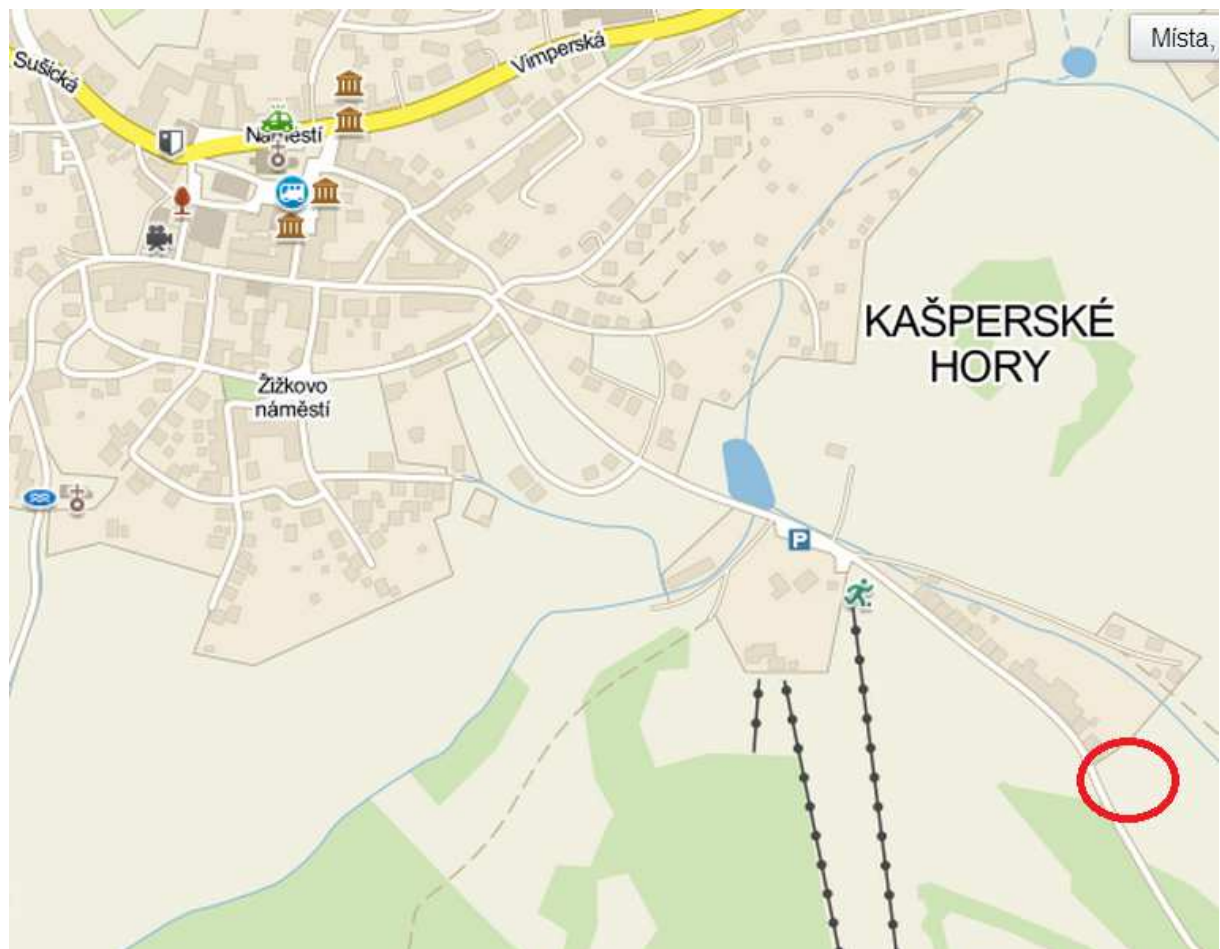 Místa,
Sušická
Vimperská
Náměstí
KAŠPERSKÉ
HORY
Žižkovo
náměstí
P